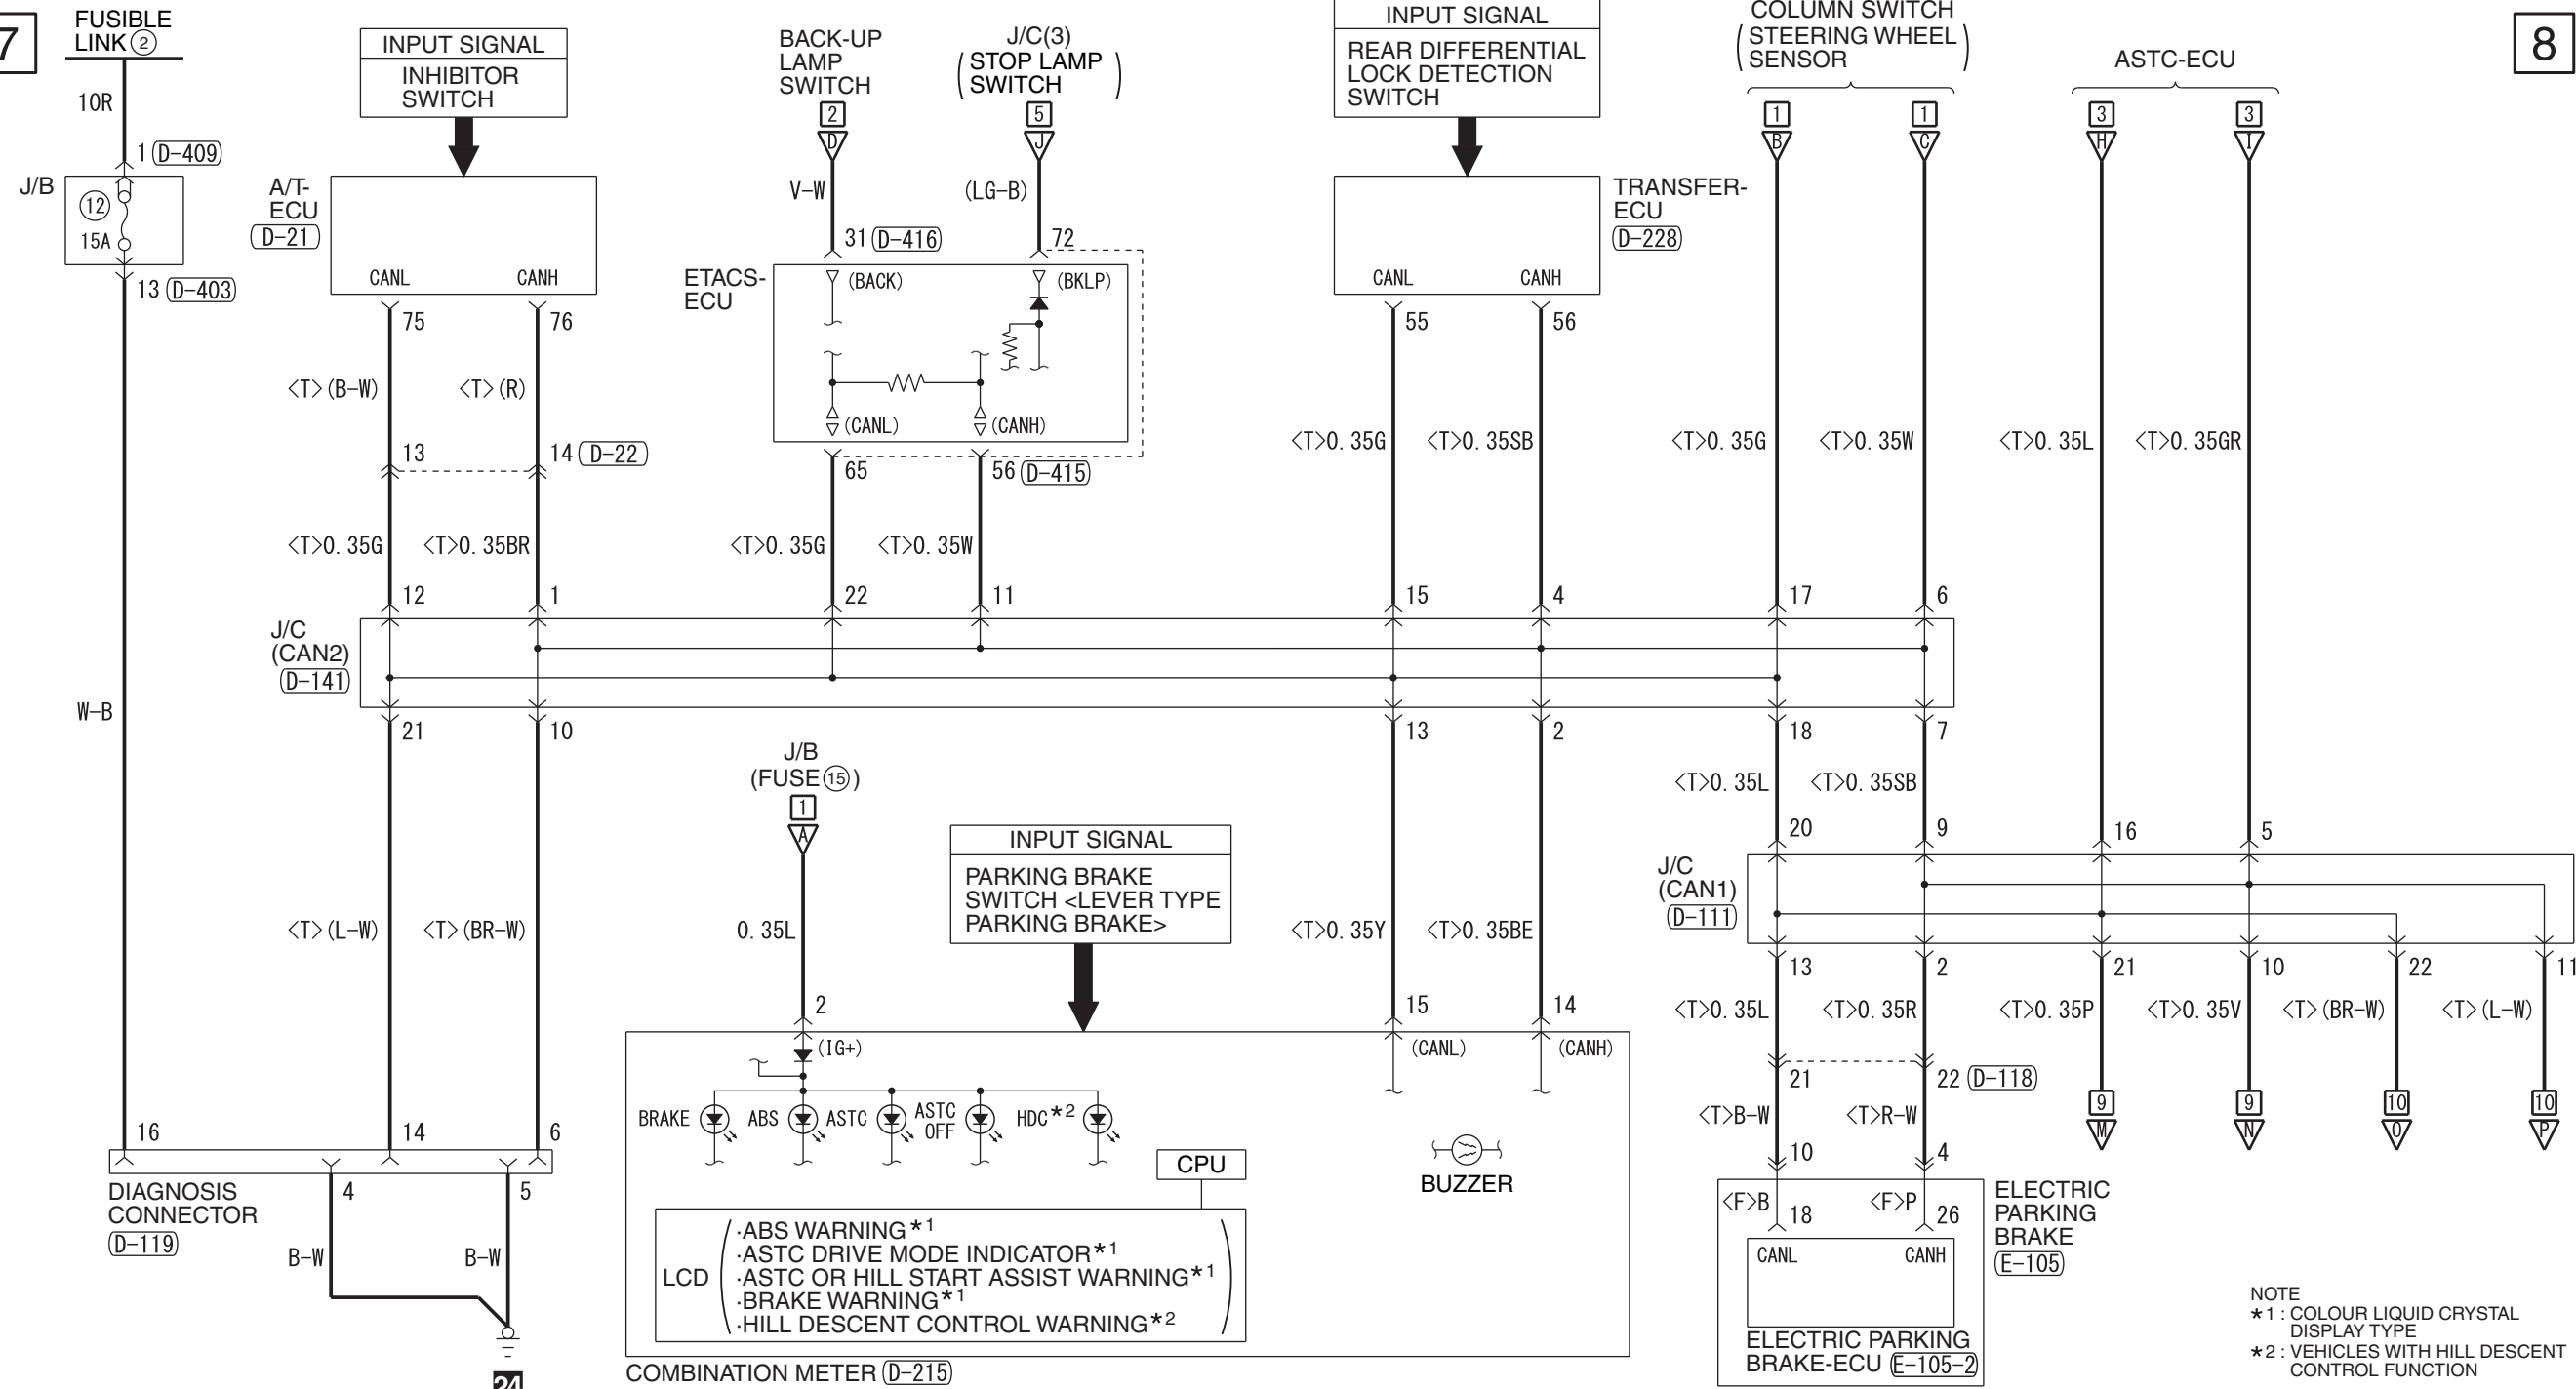 7
FUSIBLE
LINK ②
10R
1 (D-409)
J/B
⑫
15A
13 (D-403)
W-B
INPUT SIGNAL
INHIBITOR
SWITCH
A/T-
ECU
(D-21)
CANL
CANH
75
76
<T>(B-W)
<T>(R)
13
14 (D-22)
<T>0.35G
<T>0.35BR
12
1
BACK-UP
LAMP
SWITCH
2
D
V-W
31 (D-416)
J/C(3)
(STOP LAMP
SWITCH)
5
J
(LG-B)
72
ETACS-
ECU
(BACK)
(BKLP)
(CANL)
(CANH)
65
56 (D-415)
<T>0.35G
<T>0.35W
22
11
INPUT SIGNAL
REAR DIFFERENTIAL
LOCK DETECTION
SWITCH
TRANSFER-
ECU
(D-228)
CANL
CANH
55
56
<T>0.35G
<T>0.35SB
15
4
COLUMN SWITCH
(STEERING WHEEL
SENSOR)
1
B
1
C
<T>0.35G
<T>0.35W
17
6
ASTC-ECU
3
H
3
I
<T>0.35L
<T>0.35GR
8
J/C
(CAN2)
(D-141)
21
10
13
2
18
7
<T>(L-W)
<T>(BR-W)
J/B
(FUSE ⑮)
1
A
0.35L
2
INPUT SIGNAL
PARKING BRAKE
SWITCH <LEVER TYPE
PARKING BRAKE>
<T>0.35Y
<T>0.35BE
15
14
<T>0.35L
<T>0.35SB
20
9
16
5
J/C
(CAN1)
(D-111)
13
2
21
10
22
11
<T>0.35L
<T>0.35R
<T>0.35P
<T>0.35V
<T>(BR-W)
<T>(L-W)
21
22 (D-118)
<T>B-W
<T>R-W
10
4
9
M
9
N
10
O
10
P
<F>B
18
<F>P
26
CANL
CANH
ELECTRIC
PARKING
BRAKE
(E-105)
ELECTRIC PARKING
BRAKE-ECU (E-105-2)
(IG+)
(CANL)
(CANH)
BRAKE
ABS
ASTC
ASTC
OFF
HDC*2
CPU
BUZZER
LCD
·ABS WARNING*1
·ASTC DRIVE MODE INDICATOR*1
·ASTC OR HILL START ASSIST WARNING*1
·BRAKE WARNING*1
·HILL DESCENT CONTROL WARNING*2
COMBINATION METER (D-215)
16
14
6
DIAGNOSIS
CONNECTOR
(D-119)
4
5
B-W
B-W
24
NOTE
*1 : COLOUR LIQUID CRYSTAL
DISPLAY TYPE
*2 : VEHICLES WITH HILL DESCENT
CONTROL FUNCTION